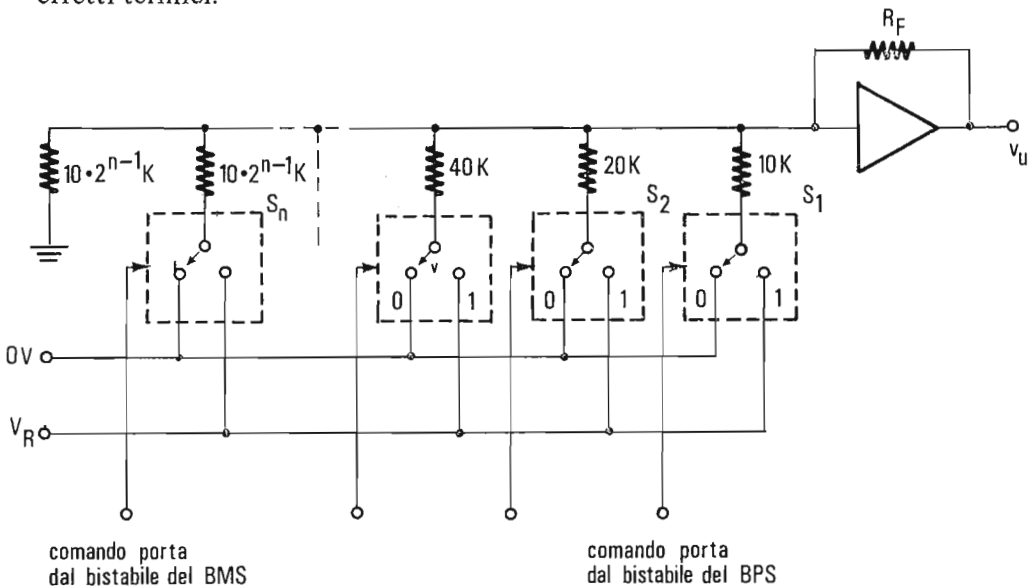 effetti termici.
R_F
v_u
10·2^{n-1}K
10·2^{n-1}K
40K
20K
10K
S_n
S_2
S_1
v
0
1
0
1
0
1
0V
V_R
comando porta
dal bistabile del BMS
comando porta
dal bistabile del BPS